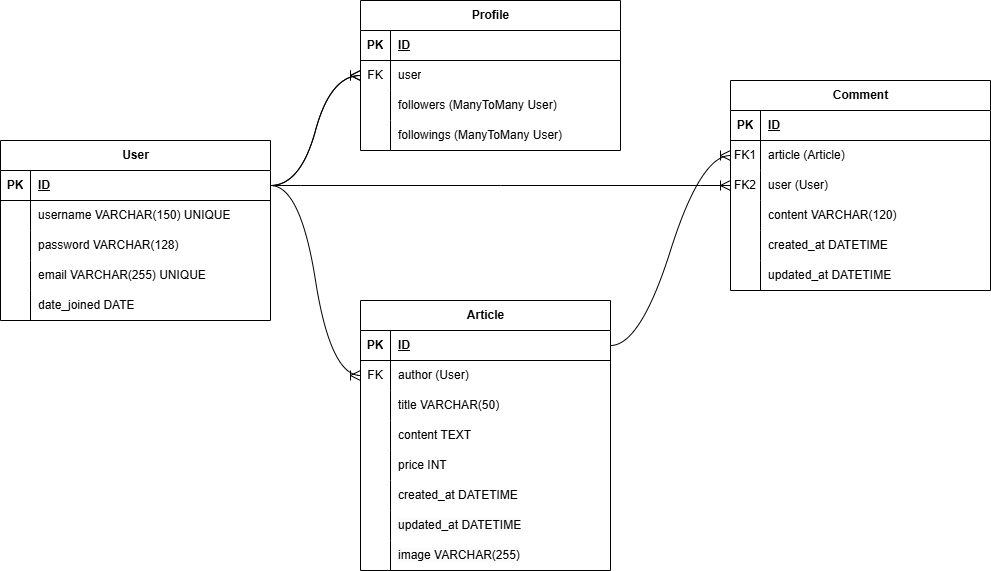 Profile
PK ID
FK user
followers (ManyToMany User)
followings (ManyToMany User)
Comment
PK ID
FK1 article (Article)
FK2 user (User)
content VARCHAR(120)
created_at DATETIME
updated_at DATETIME
User
PK ID
username VARCHAR(150) UNIQUE
password VARCHAR(128)
email VARCHAR(255) UNIQUE
date_joined DATE
Article
PK ID
FK author (User)
title VARCHAR(50)
content TEXT
price INT
created_at DATETIME
updated_at DATETIME
image VARCHAR(255)